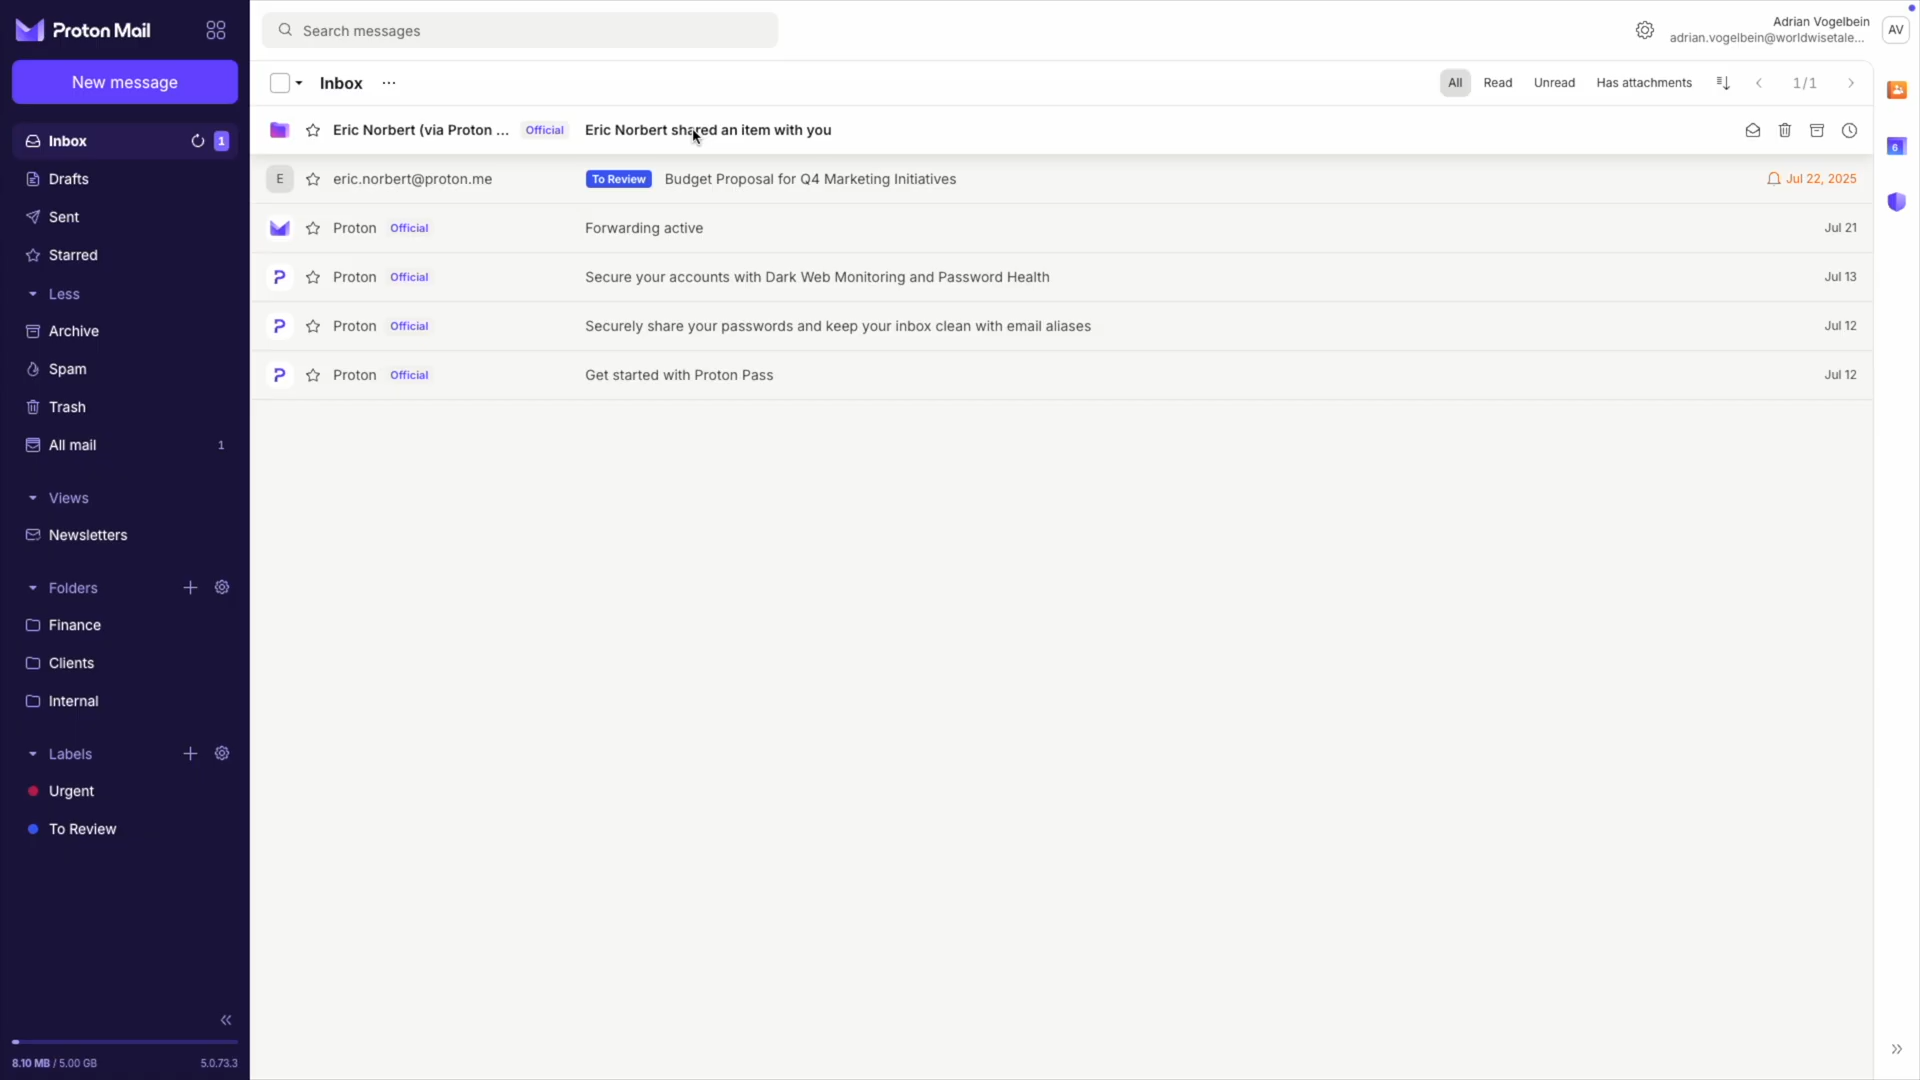 Proton Mail
New message
Inbox 1
Drafts
Sent
Starred
Less
Archive
Spam
Trash
All mail 1
Views
Newsletters
Folders
Finance
Clients
Internal
Labels
Urgent
To Review
8.10 MB / 5.00 GB 5.0.73.3
Search messages
Adrian Vogelbein
adrian.vogelbein@worldwisetale...
AV
Inbox ... All Read Unread Has attachments 1/1
Eric Norbert (via Proton ... Official Eric Norbert shared an item with you
E eric.norbert@proton.me To Review Budget Proposal for Q4 Marketing Initiatives Jul 22, 2025
Proton Official Forwarding active Jul 21
Proton Official Secure your accounts with Dark Web Monitoring and Password Health Jul 13
Proton Official Securely share your passwords and keep your inbox clean with email aliases Jul 12
Proton Official Get started with Proton Pass Jul 12
6